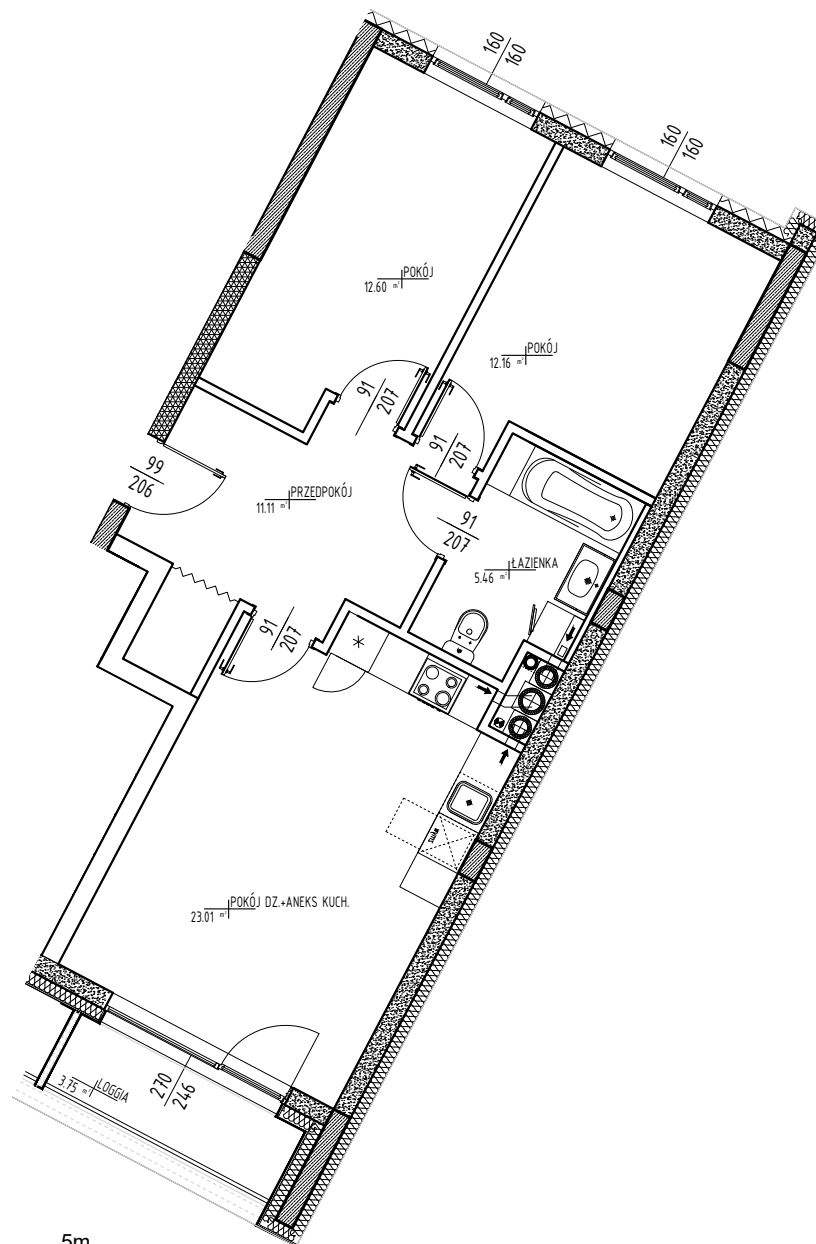 160
160
160
160
POKÓJ
12.60 m²
POKÓJ
12.16 m²
91
207
91
207
99
206
PRZEDPOKÓJ
11.11 m²
91
207
ŁAZIENKA
5.46 m²
91
207
POKÓJ DZ.+ANEKS KUCH.
23.01 m²
270
246
LOGGIA
3.75 m²
5m